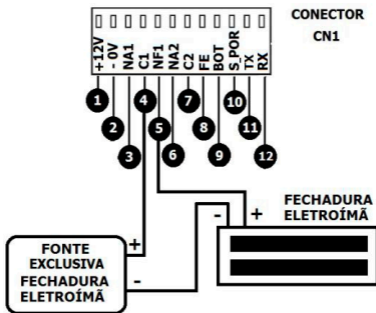 CONECTOR
CN1
+12V
- 0V
NA1
C1
NF1
NA2
C2
FE
BOT
S_POR
TX
RX
1
2
3
4
5
6
7
8
9
10
11
12
FECHADURA
ELETROÍMÃ
- +
FONTE
EXCLUSIVA
FECHADURA
ELETROÍMÃ
+
-